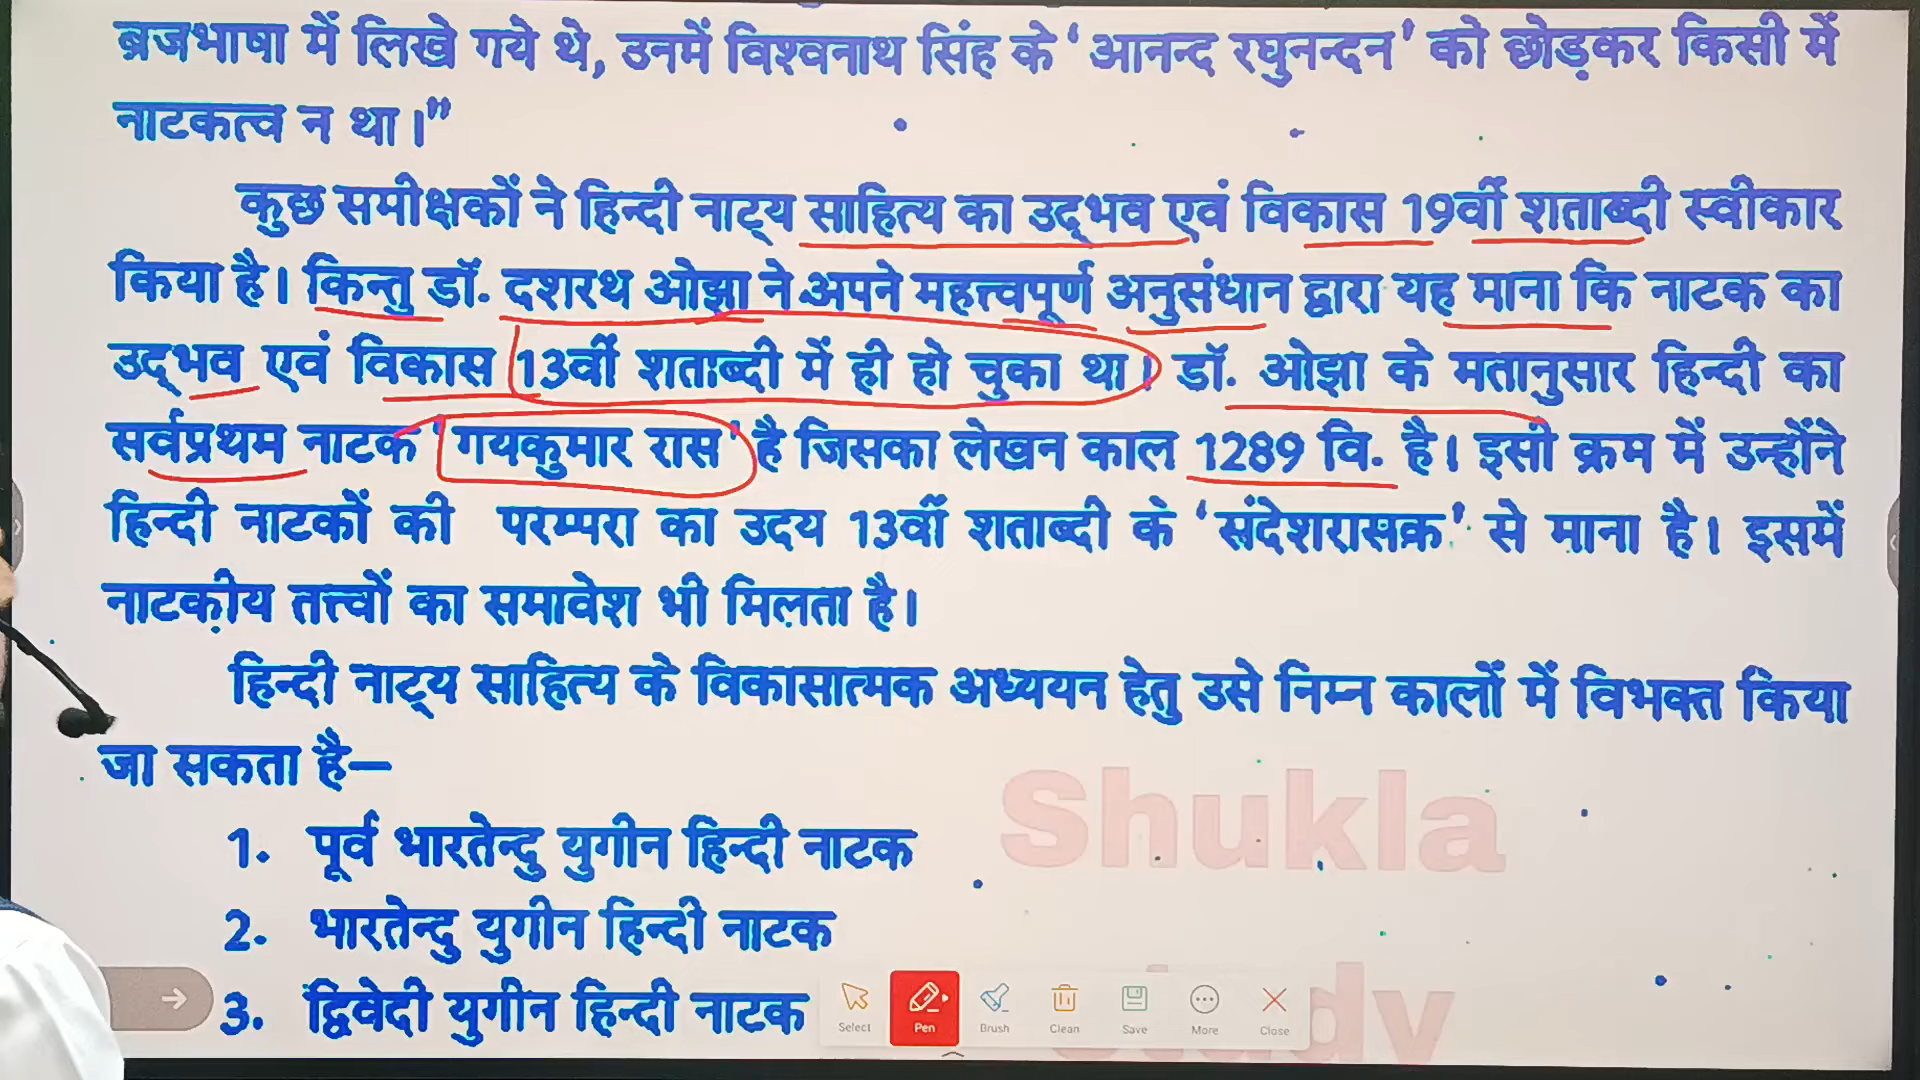 ब्रजभाषा में लिखे गये थे, उनमें विश्वनाथ सिंह के 'आनन्द रघुनन्दन' को छोड़कर किसी में
नाटकत्व न था।”
कुछ समीक्षकों ने हिन्दी नाट्य साहित्य का उद्भव एवं विकास 19वीं शताब्दी स्वीकार
किया है। किन्तु डॉ. दशरथ ओझा ने अपने महत्त्वपूर्ण अनुसंधान द्वारा यह माना कि नाटक का
उद्भव एवं विकास 13वीं शताब्दी में ही हो चुका था। डॉ. ओझा के मतानुसार हिन्दी का
सर्वप्रथम नाटक 'गयकुमार रास' है जिसका लेखन काल 1289 वि. है। इसी क्रम में उन्होंने
हिन्दी नाटकों की परम्परा का उदय 13वीं शताब्दी के 'संदेशरासक' से माना है। इसमें
नाटकीय तत्त्वों का समावेश भी मिलता है।
हिन्दी नाट्य साहित्य के विकासात्मक अध्ययन हेतु उसे निम्न कालों में विभक्त किया
जा सकता है—
Shukla
1. पूर्व भारतेन्दु युगीन हिन्दी नाटक
2. भारतेन्दु युगीन हिन्दी नाटक
3. द्विवेदी युगीन हिन्दी नाटक
Select Pen Brush Clean Save More Close